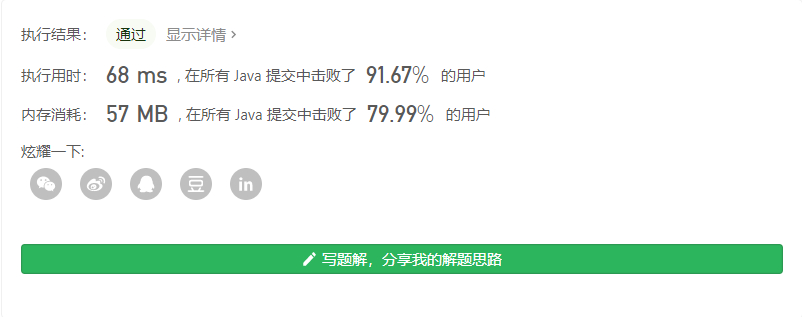 执行结果： 通过 显示详情 ›
执行用时： 68 ms , 在所有 Java 提交中击败了 91.67% 的用户
内存消耗： 57 MB , 在所有 Java 提交中击败了 79.99% 的用户
炫耀一下:
豆 in
写题解，分享我的解题思路